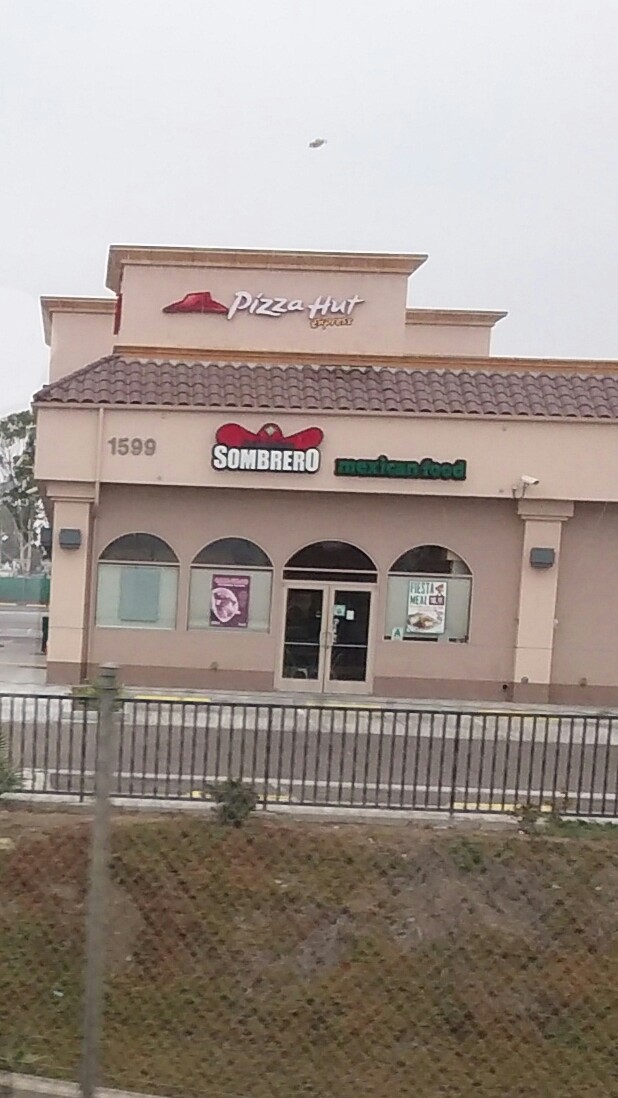 Pizza Hut
express
1599
SOMBRERO
mexican food
FIESTA
MEAL
A